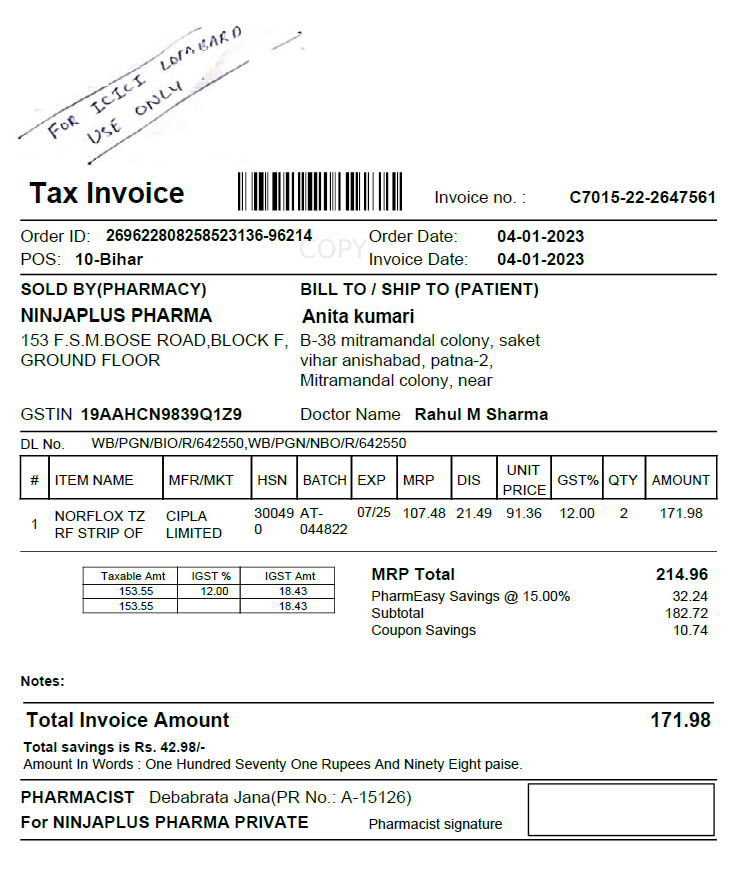 FOR ICICI LOMBARD
USE ONLY
Tax Invoice
Invoice no. : C7015-22-2647561
Order ID: 269622808258523136-96214
Order Date: 04-01-2023
COPY
POS: 10-Bihar
Invoice Date: 04-01-2023
SOLD BY(PHARMACY)
NINJAPLUS PHARMA
153 F.S.M.BOSE ROAD,BLOCK F,
GROUND FLOOR
GSTIN 19AAHCN9839Q1Z9
BILL TO / SHIP TO (PATIENT)
Anita kumari
B-38 mitramandal colony, saket
vihar anishabad, patna-2,
Mitramandal colony, near
Doctor Name Rahul M Sharma
DL No. WB/PGN/BIO/R/642550,WB/PGN/NBO/R/642550
# ITEM NAME MFR/MKT HSN BATCH EXP MRP DIS UNIT PRICE GST% QTY AMOUNT
1 NORFLOX TZ CIPLA 30049 AT- 07/25 107.48 21.49 91.36 12.00 2 171.98
RF STRIP OF LIMITED 0 044822
Taxable Amt IGST % IGST Amt
153.55 12.00 18.43
153.55 18.43
MRP Total 214.96
PharmEasy Savings @ 15.00% 32.24
Subtotal 182.72
Coupon Savings 10.74
Notes:
Total Invoice Amount 171.98
Total savings is Rs. 42.98/-
Amount In Words : One Hundred Seventy One Rupees And Ninety Eight paise.
PHARMACIST Debabrata Jana(PR No.: A-15126)
For NINJAPLUS PHARMA PRIVATE
Pharmacist signature